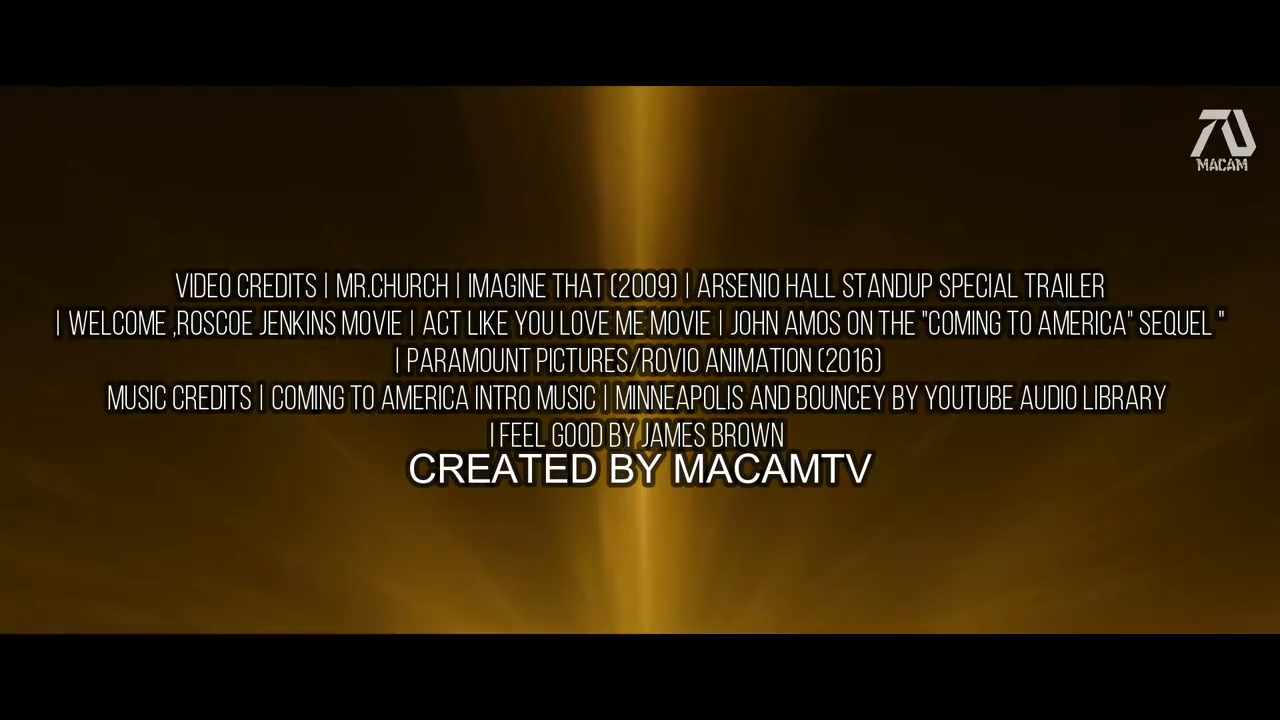 MACAM
VIDEO CREDITS | MR.CHURCH | IMAGINE THAT (2009) | ARSENIO HALL STANDUP SPECIAL TRAILER
| WELCOME ,ROSCOE JENKINS MOVIE | ACT LIKE YOU LOVE ME MOVIE | JOHN AMOS ON THE "COMING TO AMERICA" SEQUEL "
| PARAMOUNT PICTURES/ROVIO ANIMATION (2016)
MUSIC CREDITS | COMING TO AMERICA INTRO MUSIC | MINNEAPOLIS AND BOUNCEY BY YOUTUBE AUDIO LIBRARY
I FEEL GOOD BY JAMES BROWN
CREATED BY MACAMTV